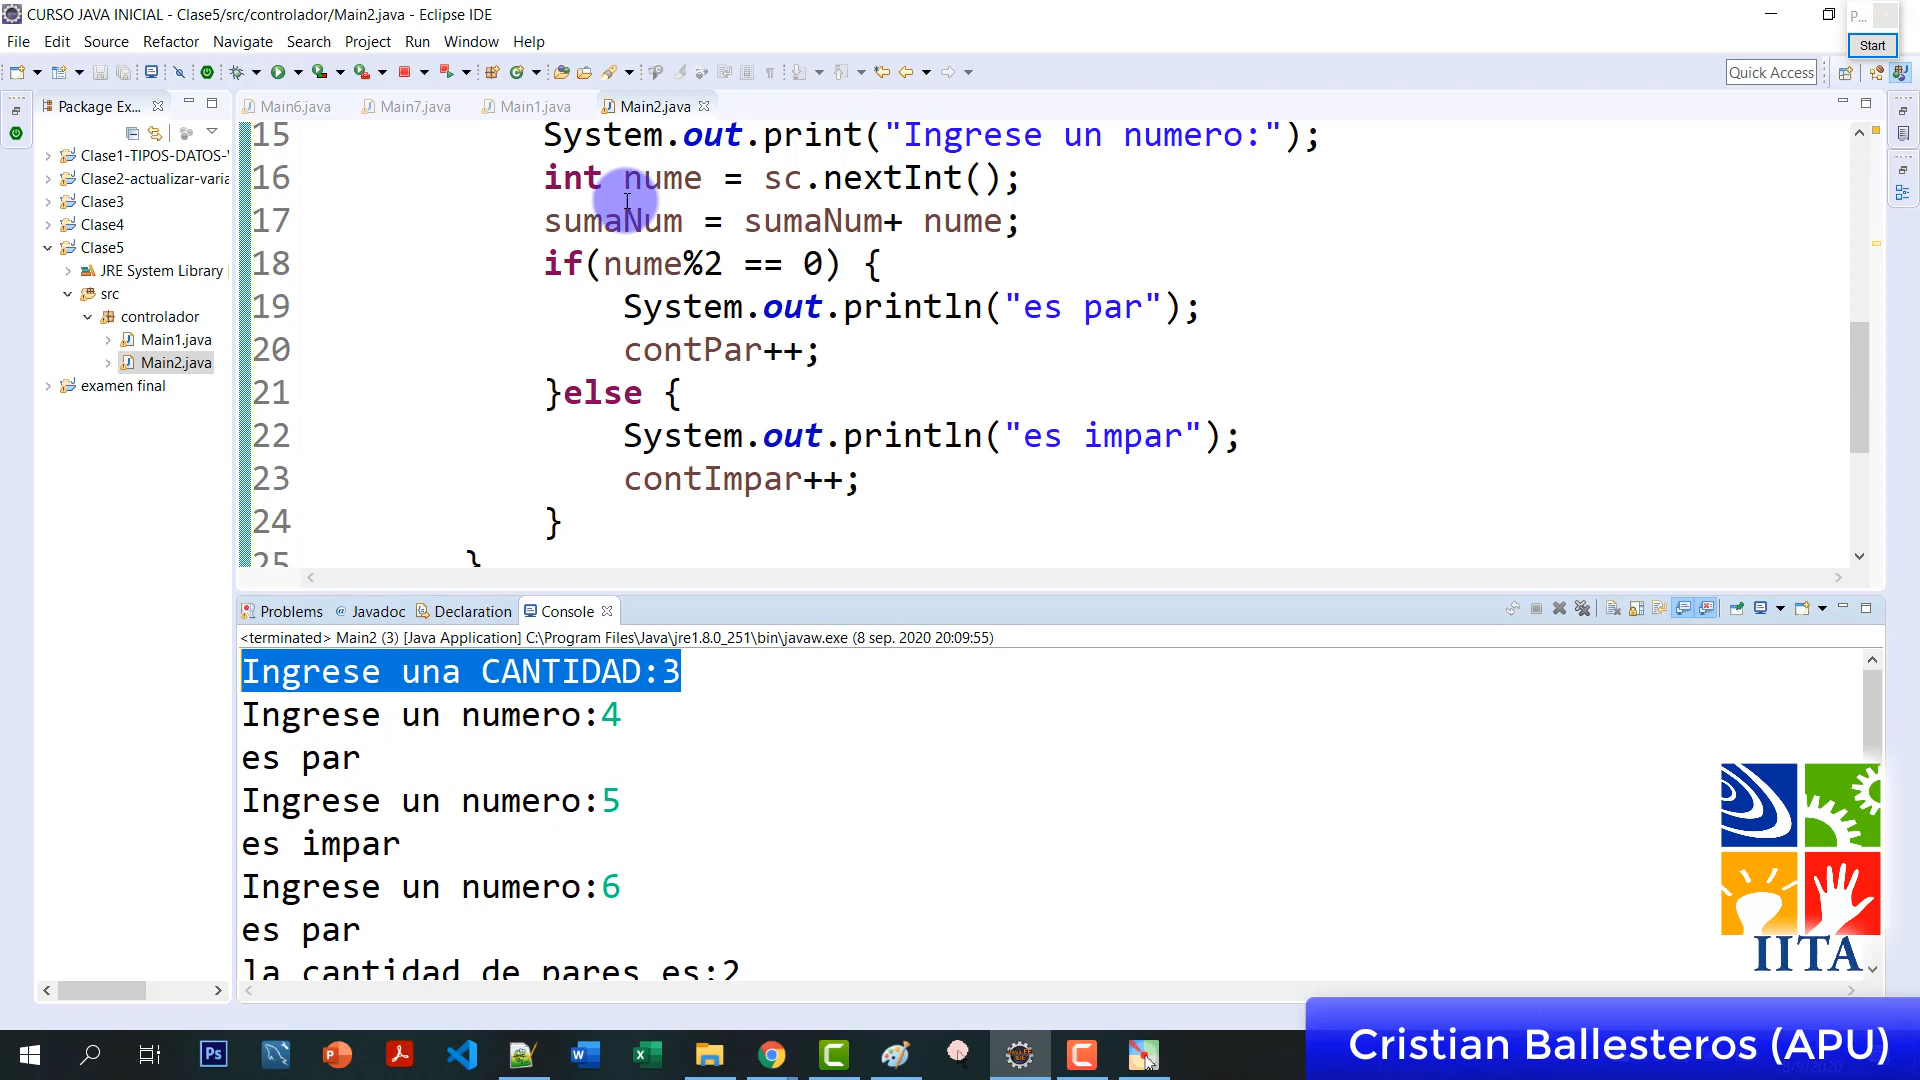 CURSO JAVA INICIAL - Clase5/src/controlador/Main2.java - Eclipse IDE
P...
File Edit Source Refactor Navigate Search Project Run Window Help
Start
Quick Access
Package Ex...
Main6.java Main7.java Main1.java Main2.java
Clase1-TIPOS-DATOS-V
Clase2-actualizar-varia
Clase3
Clase4
Clase5
JRE System Library
src
controlador
Main1.java
Main2.java
examen final
15 System.out.print("Ingrese un numero:");
16 int nume = sc.nextInt();
17 sumaNum = sumaNum+ nume;
18 if(nume%2 == 0) {
19 System.out.println("es par");
20 contPar++;
21 }else {
22 System.out.println("es impar");
23 contImpar++;
24 }
25 }
Problems @ Javadoc Declaration Console
<terminated> Main2 (3) [Java Application] C:\Program Files\Java\jre1.8.0_251\bin\javaw.exe (8 sep. 2020 20:09:55)
Ingrese una CANTIDAD:3
Ingrese un numero:4
es par
Ingrese un numero:5
es impar
Ingrese un numero:6
es par
la cantidad de pares es:2
IITA
Cristian Ballesteros (APU)
8/9/2020